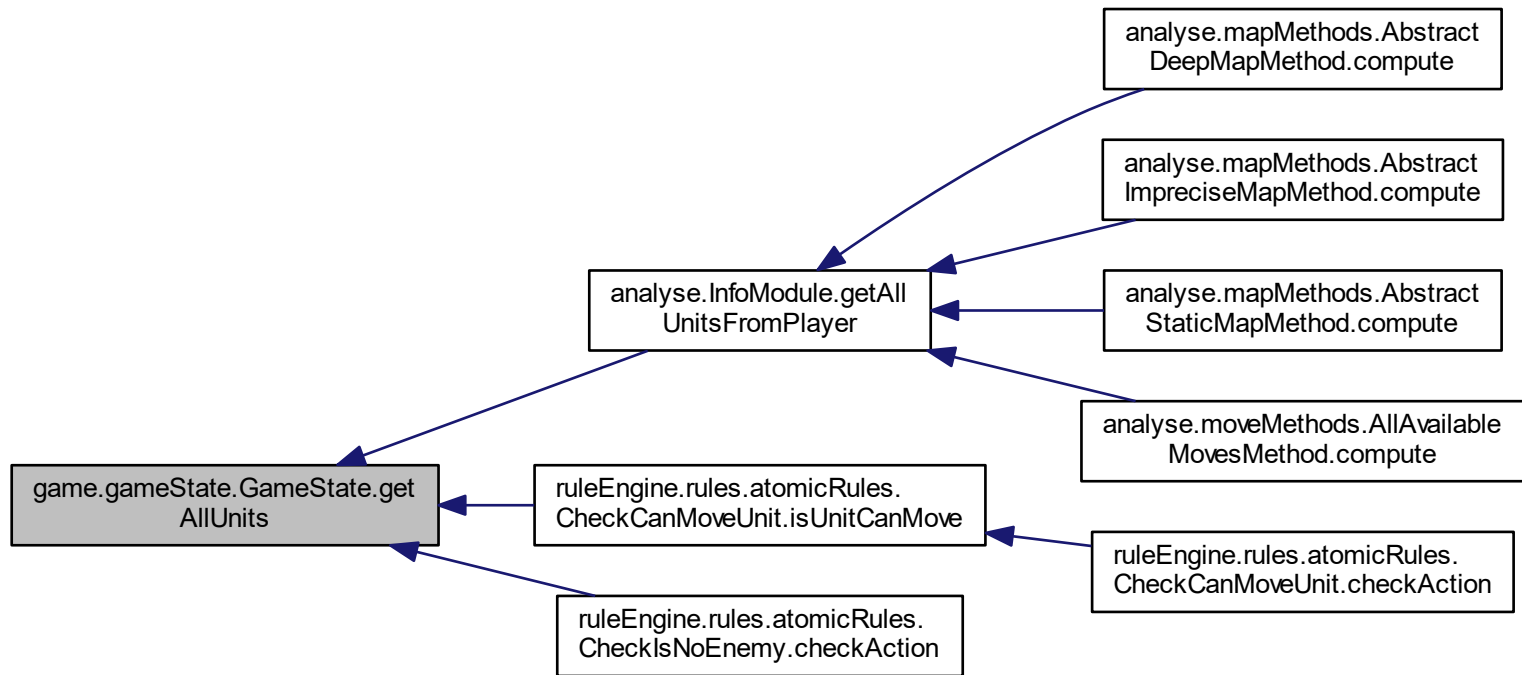 analyse.mapMethods.Abstract
DeepMapMethod.compute
analyse.mapMethods.Abstract
ImpreciseMapMethod.compute
analyse.InfoModule.getAll
UnitsFromPlayer
analyse.mapMethods.Abstract
StaticMapMethod.compute
analyse.moveMethods.AllAvailable
MovesMethod.compute
game.gameState.GameState.get
AllUnits
ruleEngine.rules.atomicRules.
CheckCanMoveUnit.isUnitCanMove
ruleEngine.rules.atomicRules.
CheckCanMoveUnit.checkAction
ruleEngine.rules.atomicRules.
CheckIsNoEnemy.checkAction